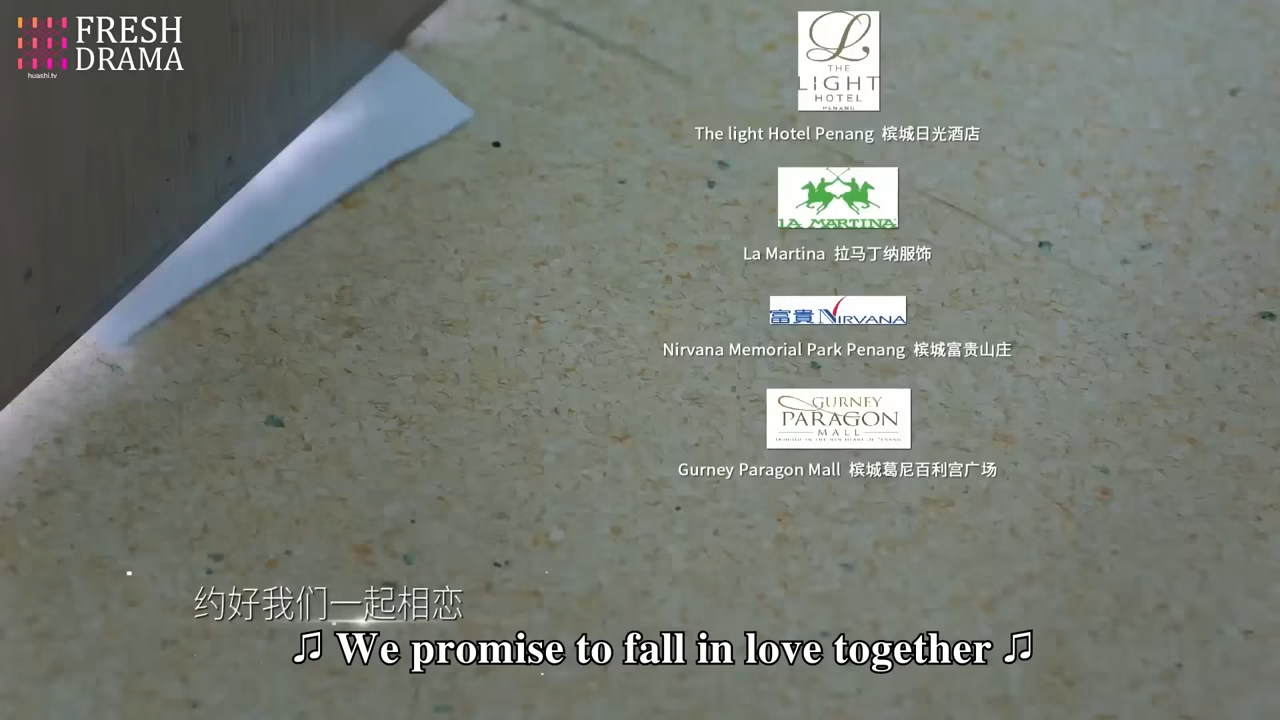 FRESH
DRAMA
huashi.tv
L
THE
LIGHT
HOTEL
PENANG
The light Hotel Penang 槟城日光酒店
LA MARTINA
La Martina 拉马丁纳服饰
富貴 NIRVANA
Nirvana Memorial Park Penang 槟城富贵山庄
GURNEY
PARAGON
MALL
Gurney Paragon Mall 槟城葛尼百利宫广场
约好我们一起相恋
♫ We promise to fall in love together ♫